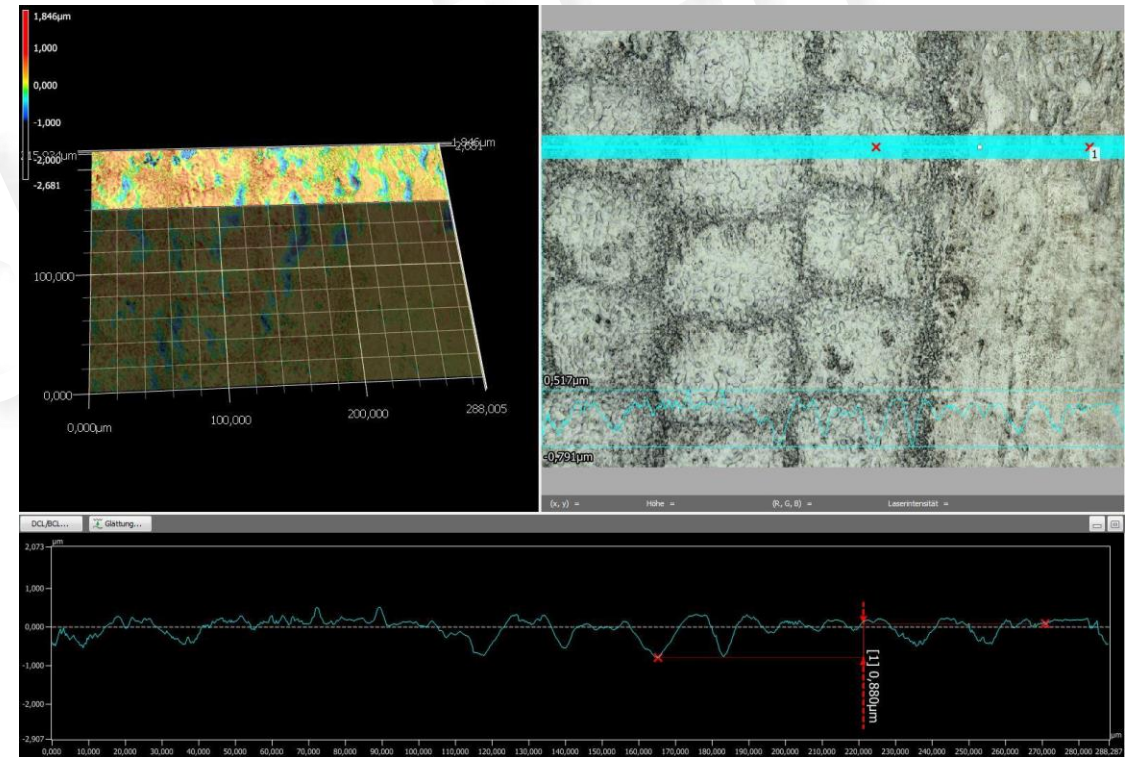 1,846µm
1,000
0,000
-1,000
-2,000
-2,681
1,846µm
100,000
0,000
0,000µm
100,000
200,000
288,005
1
0,517µm
-0,791µm
(x, y) = Höhe = (R, G, B) = Laserintensität =
DCL/BCL... Glättung...
2,073 µm
1,000
0,000
-1,000
-2,000
-2,907
[1] 0,880µm
µm
0,000 10,000 20,000 30,000 40,000 50,000 60,000 70,000 80,000 90,000 100,000 110,000 120,000 130,000 140,000 150,000 160,000 170,000 180,000 190,000 200,000 210,000 220,000 230,000 240,000 250,000 260,000 270,000 280,000 288,287